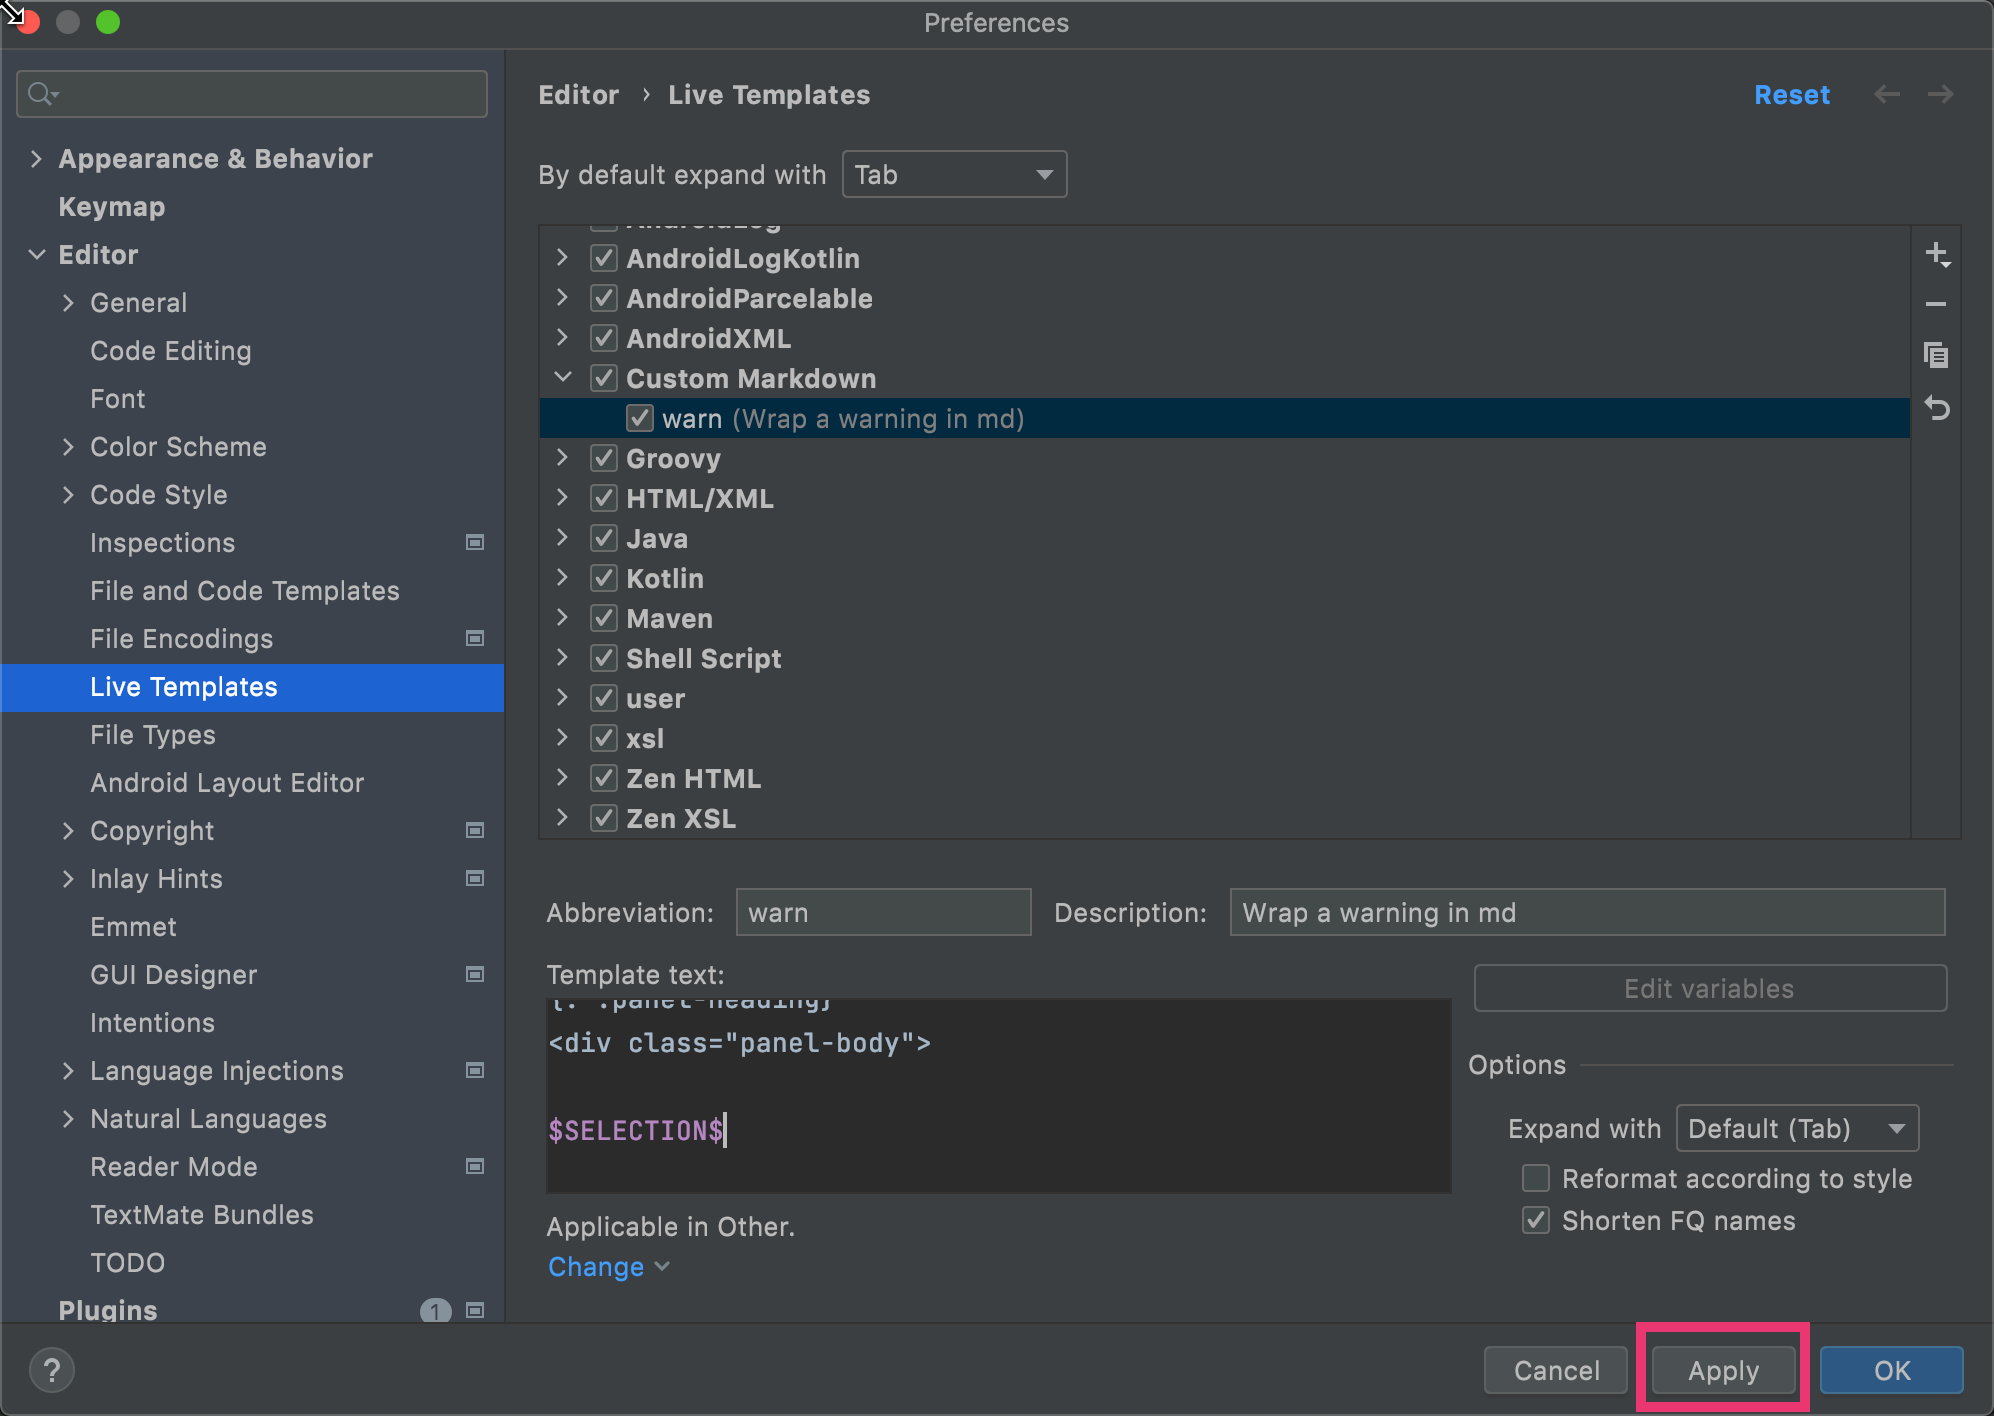 Preferences
Appearance & Behavior
Keymap
Editor
General
Code Editing
Font
Color Scheme
Code Style
Inspections
File and Code Templates
File Encodings
Live Templates
File Types
Android Layout Editor
Copyright
Inlay Hints
Emmet
GUI Designer
Intentions
Language Injections
Natural Languages
Reader Mode
TextMate Bundles
TODO
Plugins 1
Editor › Live Templates
Reset
By default expand with Tab
AndroidLog
AndroidLogKotlin
AndroidParcelable
AndroidXML
Custom Markdown
warn (Wrap a warning in md)
Groovy
HTML/XML
Java
Kotlin
Maven
Shell Script
user
xsl
Zen HTML
Zen XSL
Abbreviation: warn Description: Wrap a warning in md
Template text:
{: .panel-heading}
<div class="panel-body">
$SELECTION$
Edit variables
Options
Expand with Default (Tab)
Reformat according to style
Shorten FQ names
Applicable in Other.
Change
? Cancel Apply OK